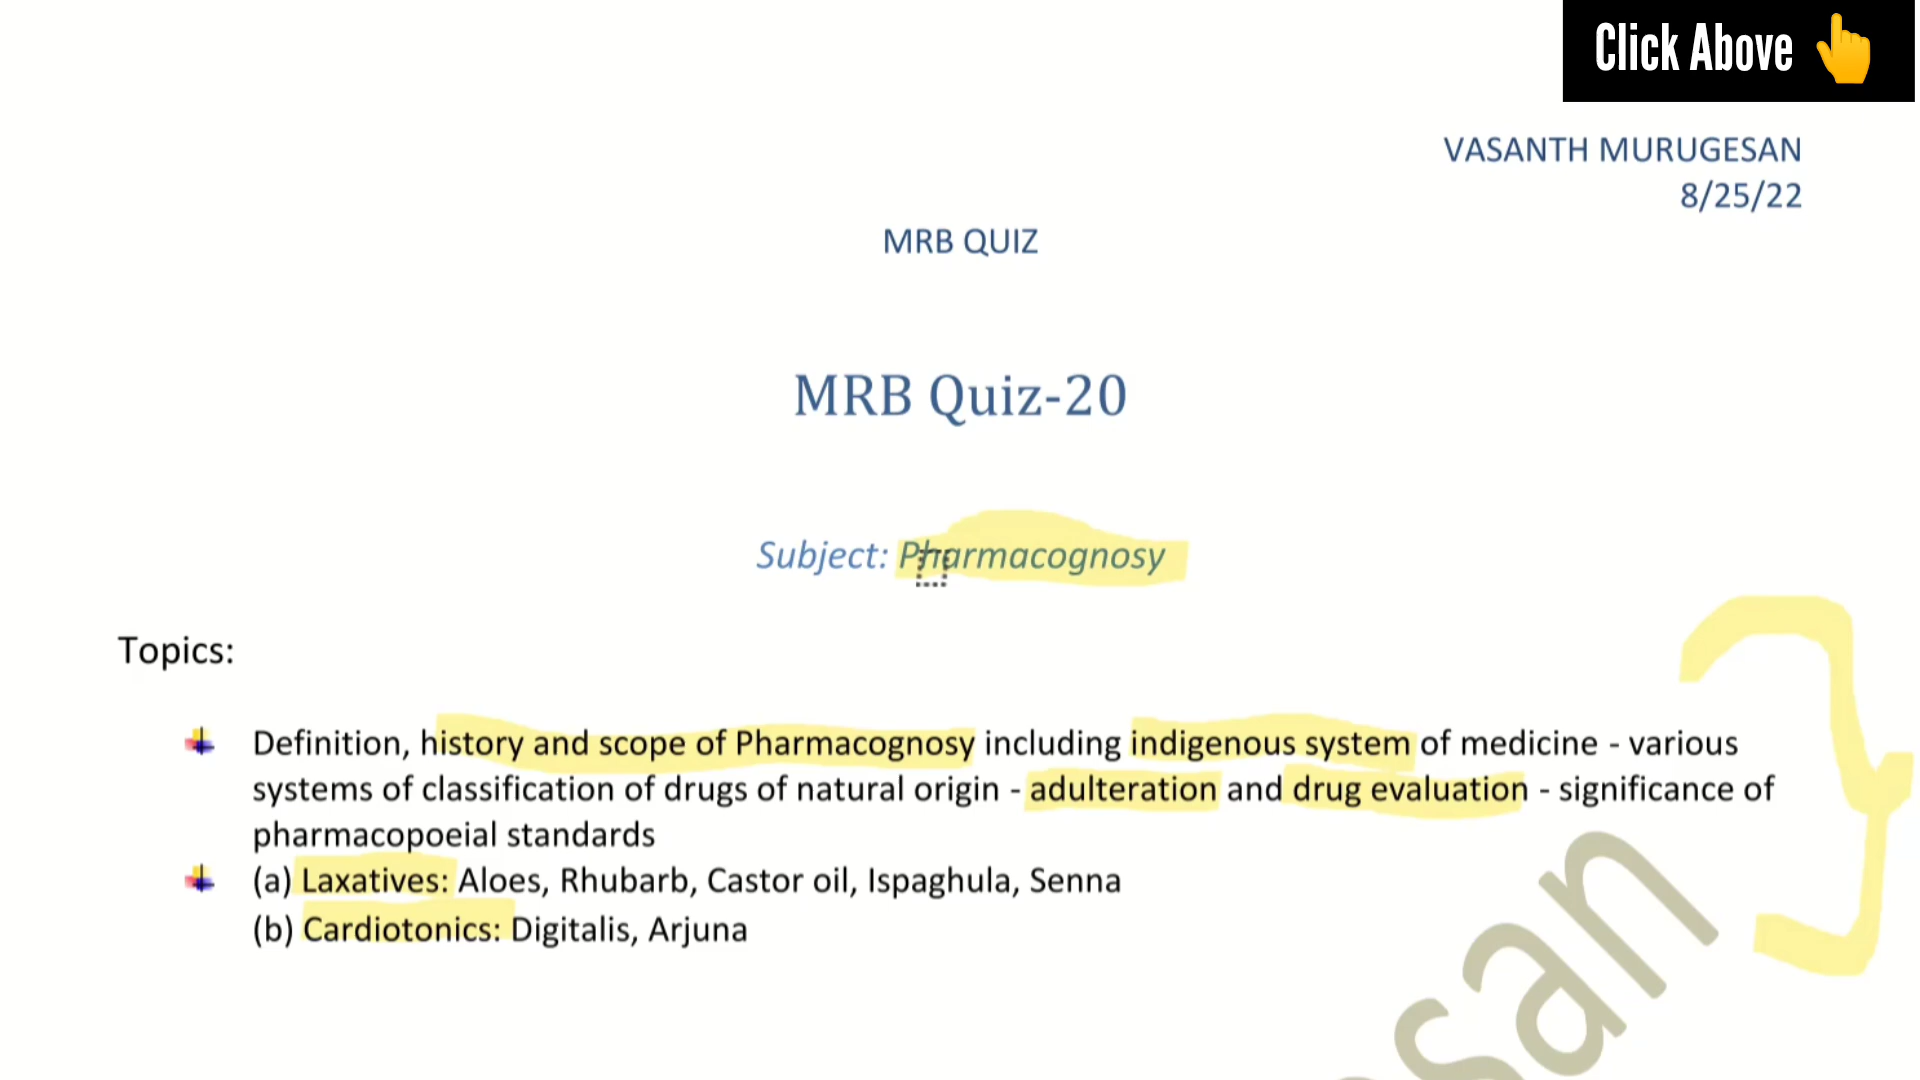 Click Above
VASANTH MURUGESAN
8/25/22
MRB QUIZ
MRB Quiz-20
Subject: Pharmacognosy
Topics:
Definition, history and scope of Pharmacognosy including indigenous system of medicine - various
systems of classification of drugs of natural origin - adulteration and drug evaluation - significance of
pharmacopoeial standards
(a) Laxatives: Aloes, Rhubarb, Castor oil, Ispaghula, Senna
(b) Cardiotonics: Digitalis, Arjuna